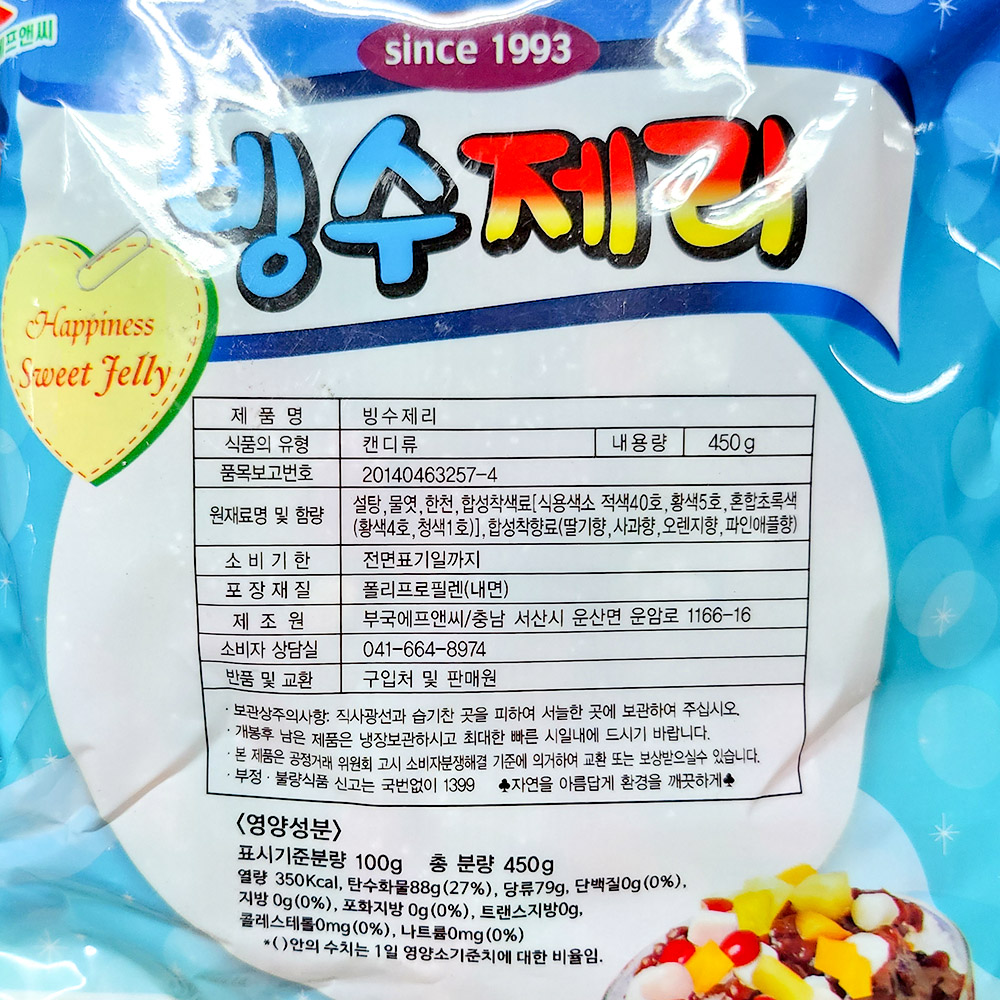 프앤씨
since 1993
빙수제리
Happiness
Sweet Jelly
제 품 명 빙수제리
식품의 유형 캔디류 내용량 450g
품목보고번호 20140463257-4
원재료명 및 함량 설탕,물엿,한천,합성착색료[식용색소 적색40호,황색5호,혼합초록색
(황색4호,청색1호)],합성착향료(딸기향,사과향,오렌지향,파인애플향)
소 비 기 한 전면표기일까지
포 장 재 질 폴리프로필렌(내면)
제 조 원 부국에프앤씨/충남 서산시 운산면 운암로 1166-16
소비자 상담실 041-664-8974
반품 및 교환 구입처 및 판매원
· 보관상주의사항: 직사광선과 습기찬 곳을 피하여 서늘한 곳에 보관하여 주십시오.
· 개봉후 남은 제품은 냉장보관하시고 최대한 빠른 시일내에 드시기 바랍니다.
· 본 제품은 공정거래 위원회 고시 소비자분쟁해결 기준에 의거하여 교환 또는 보상받으실수 있습니다.
· 부정·불량식품 신고는 국번없이 1399 ♣자연을 아름답게 환경을 깨끗하게♣
〈영양성분〉
표시기준분량 100g 총 분량 450g
열량 350Kcal, 탄수화물88g(27%), 당류79g, 단백질0g(0%),
지방 0g(0%), 포화지방 0g(0%), 트랜스지방0g,
콜레스테롤0mg(0%), 나트륨0mg(0%)
*( )안의 수치는 1일 영양소기준치에 대한 비율임.